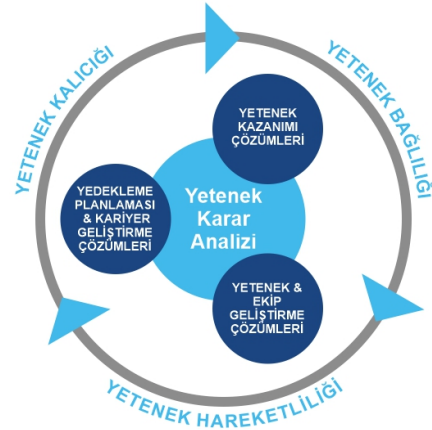 YETENEK KALICIĞI
YETENEK BAĞLILIĞI
YETENEK
KAZANIMI
ÇÖZÜMLERİ
YEDEKLEME
PLANLAMASI
& KARİYER
GELİŞTİRME
ÇÖZÜMLERİ
Yetenek
Karar
Analizi
YETENEK &
EKİP
GELİŞTİRME
ÇÖZÜMLERİ
YETENEK HAREKETLİLİĞİ